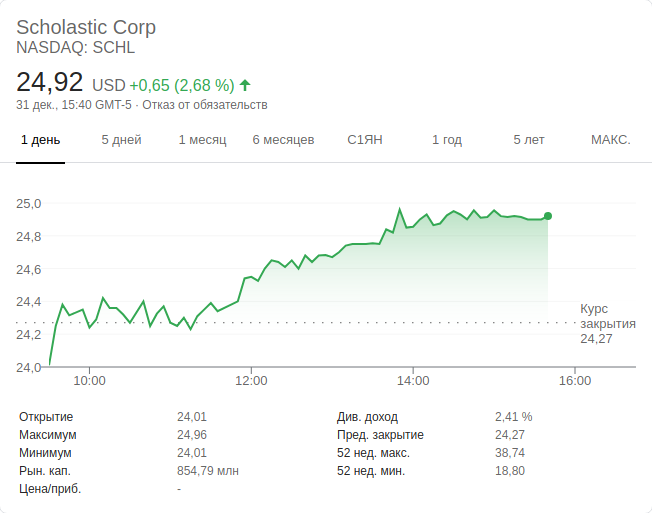 Scholastic Corp
NASDAQ: SCHL
24,92 USD +0,65 (2,68 %)
31 дек., 15:40 GMT-5 · Отказ от обязательств
1 день 5 дней 1 месяц 6 месяцев С1ЯН 1 год 5 лет МАКС.
25,0
24,8
24,6
24,4
24,2
24,0
Курс
закрытия
24,27
10:00 12:00 14:00 16:00
Открытие 24,01 Див. доход 2,41 %
Максимум 24,96 Пред. закрытие 24,27
Минимум 24,01 52 нед. макс. 38,74
Рын. кап. 854,79 млн 52 нед. мин. 18,80
Цена/приб. -